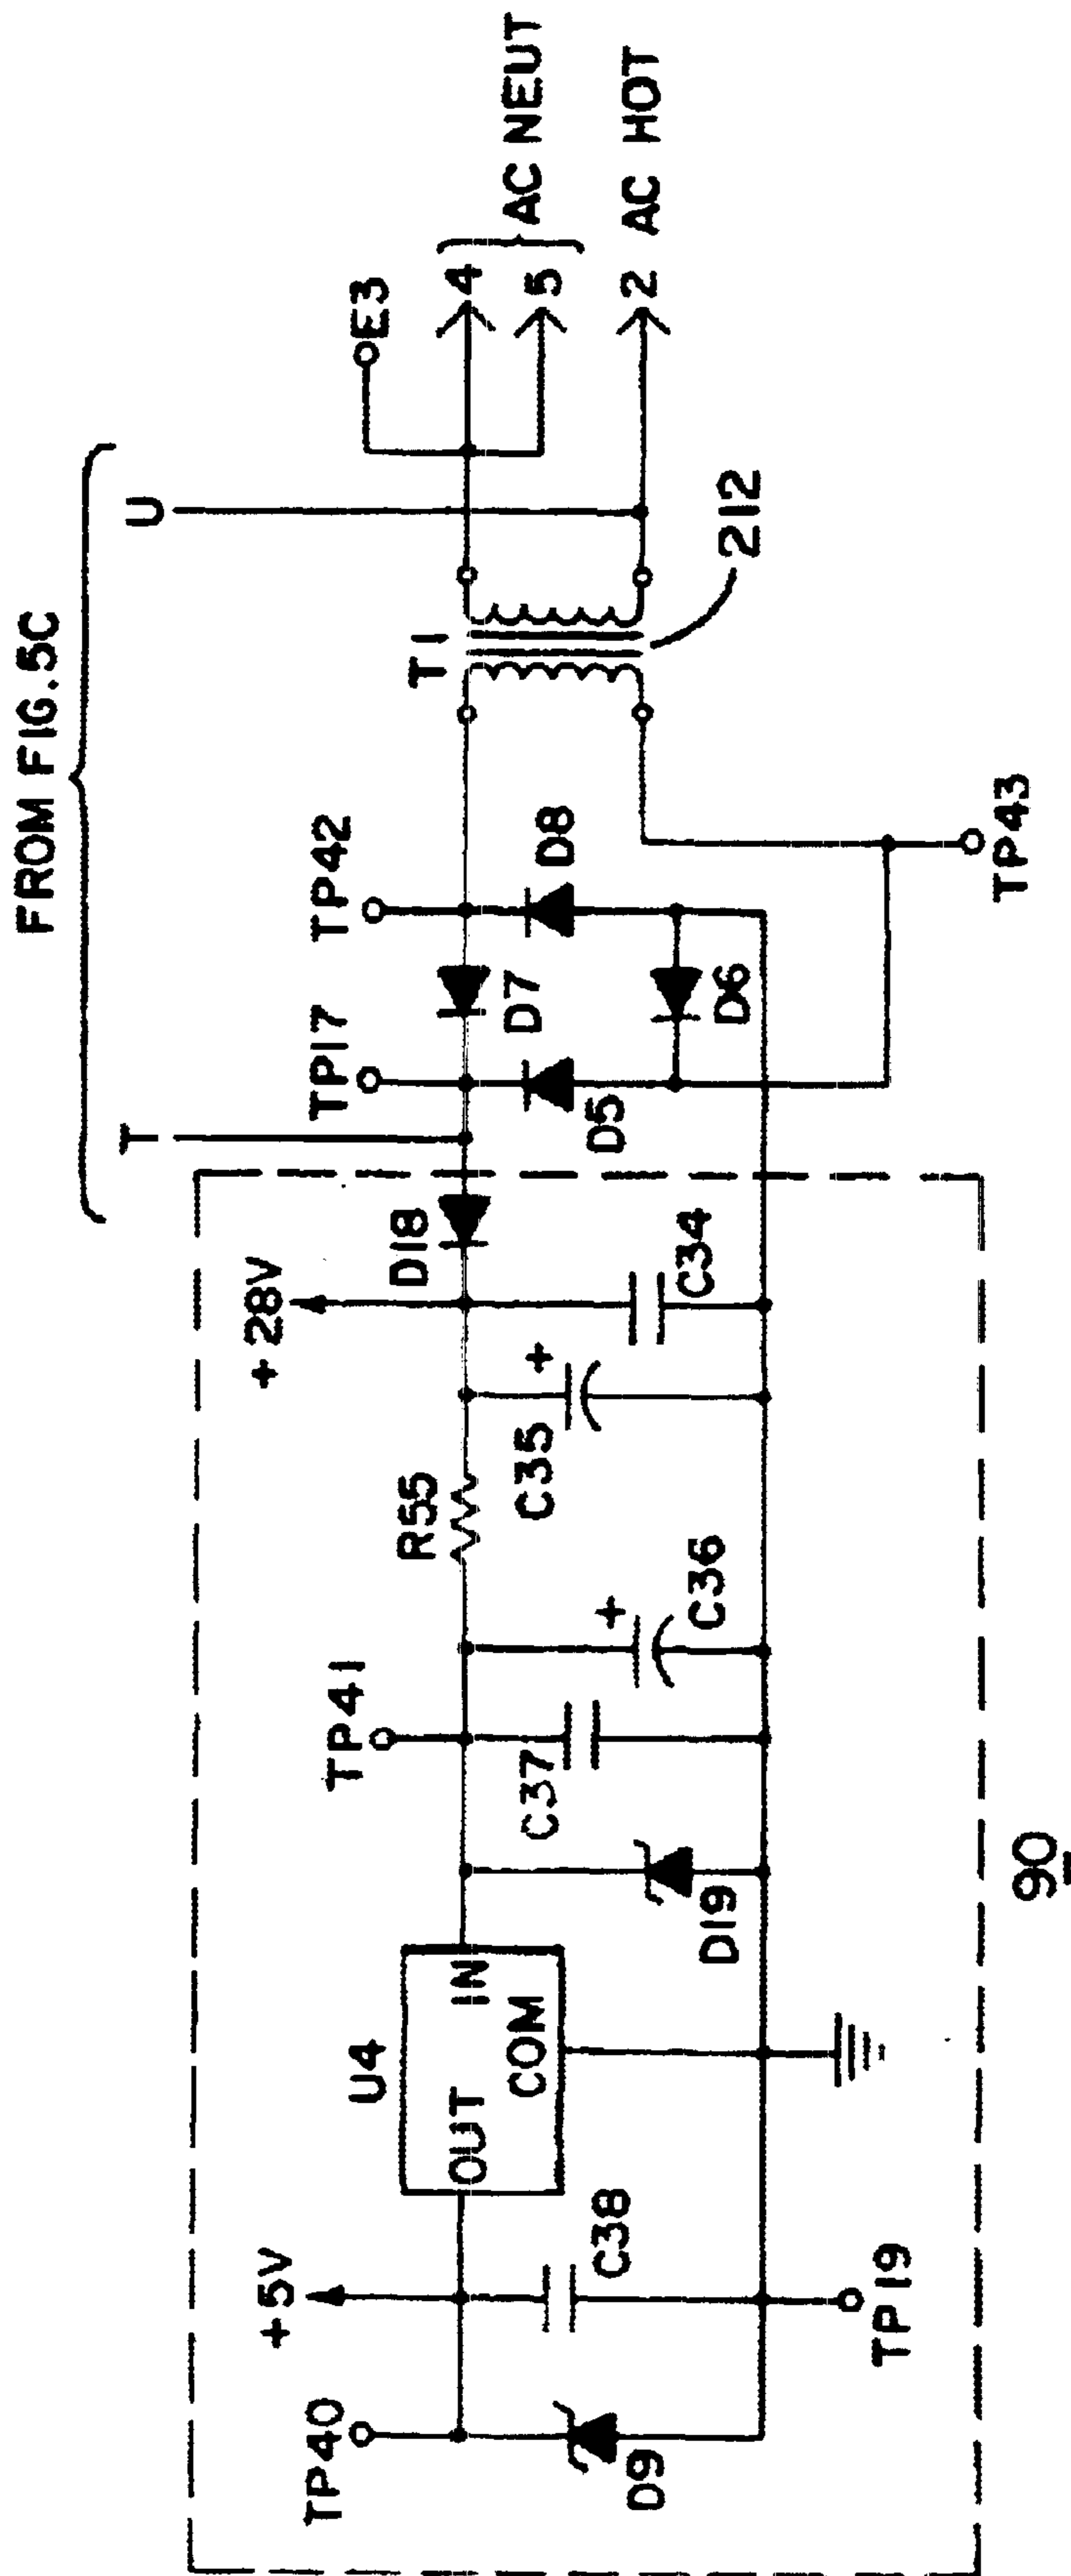 FROM FIG. 5C
T
U
TP40
+5V
U4
OUT
IN
COM
TP41
R55
+28V
D18
TP17
TP42
D7
T1
E3
4
5
AC NEUT
2
AC HOT
212
D9
C38
D19
C37
+
C36
+
C35
C34
D5
D6
D8
TP19
TP43
90